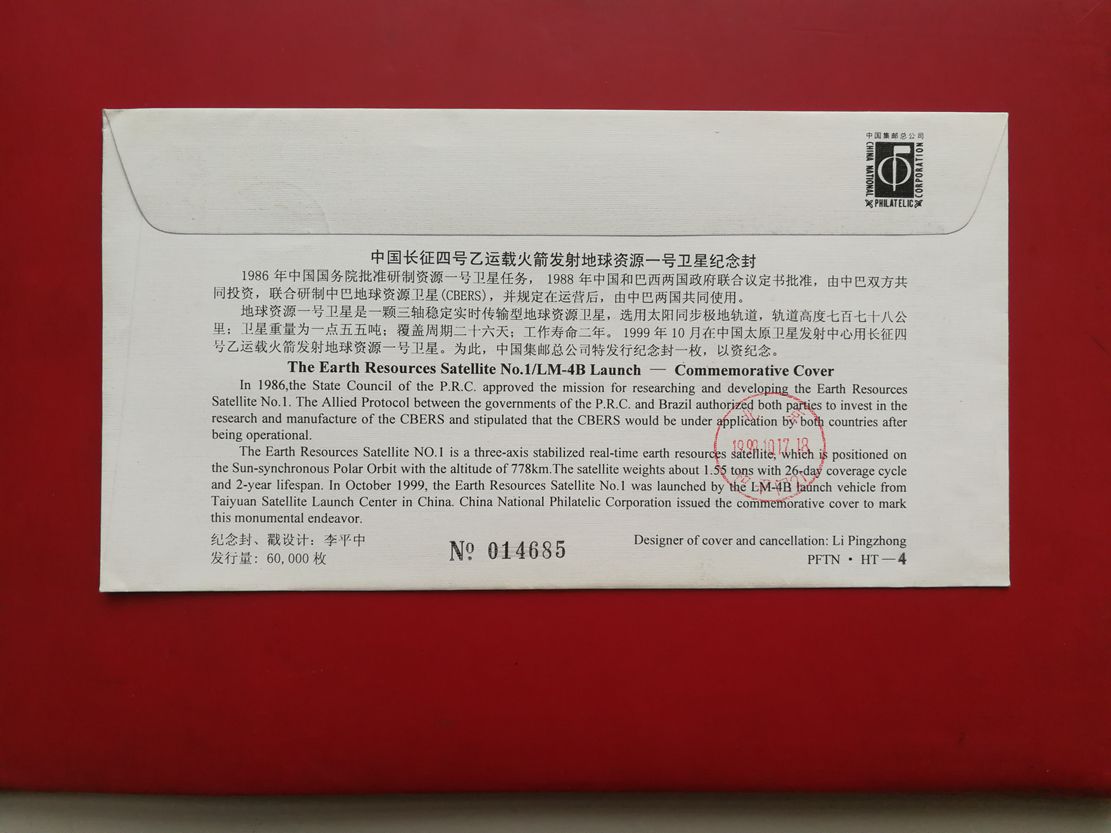 中国集邮总公司
CHINA NATIONAL
CORPORATION
PHILATELIC
中国长征四号乙运载火箭发射地球资源一号卫星纪念封
1986 年中国国务院批准研制资源一号卫星任务， 1988 年中国和巴西两国政府联合议定书批准，由中巴双方共
同投资，联合研制中巴地球资源卫星(CBERS)，并规定在运营后，由中巴两国共同使用。
地球资源一号卫星是一颗三轴稳定实时传输型地球资源卫星，选用太阳同步极地轨道，轨道高度七百七十八公
里；卫星重量为一点五五吨；覆盖周期二十六天；工作寿命二年。1999 年 10 月在中国太原卫星发射中心用长征四
号乙运载火箭发射地球资源一号卫星。为此，中国集邮总公司特发行纪念封一枚，以资纪念。
The Earth Resources Satellite No.1/LM-4B Launch — Commemorative Cover
In 1986,the State Council of the P.R.C. approved the mission for researching and developing the Earth Resources
Satellite No.1. The Allied Protocol between the governments of the P.R.C. and Brazil authorized both parties to invest in the
research and manufacture of the CBERS and stipulated that the CBERS would be under application by both countries after
being operational.
The Earth Resources Satellite NO.1 is a three-axis stabilized real-time earth resources satellite, which is positioned on
the Sun-synchronous Polar Orbit with the altitude of 778km.The satellite weights about 1.55 tons with 26-day coverage cycle
and 2-year lifespan. In October 1999, the Earth Resources Satellite No.1 was launched by the LM-4B launch vehicle from
Taiyuan Satellite Launch Center in China. China National Philatelic Corporation issued the commemorative cover to mark
this monumental endeavor.
北 京
1999.10.17.18
纪念封、戳设计：李平中
发行量：60,000 枚
№ 014685
Designer of cover and cancellation: Li Pingzhong
PFTN · HT — 4